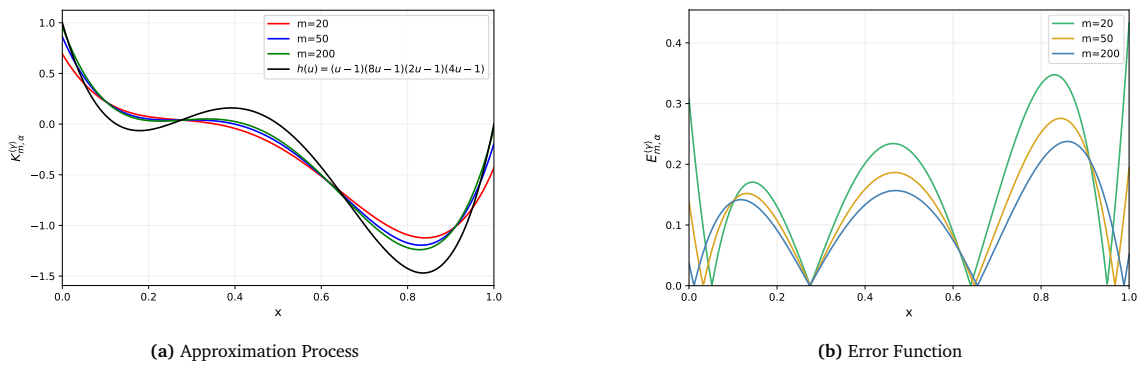 m=20
m=50
m=200
h(u) = (u − 1)(8u − 1)(2u − 1)(4u − 1)
1.0
0.5
0.0
−0.5
−1.0
−1.5
K_{m,α}^{(γ)}
0.0 0.2 0.4 0.6 0.8 1.0
x
(a) Approximation Process
m=20
m=50
m=200
0.4
0.3
0.2
0.1
0.0
E_{m,α}^{(γ)}
0.0 0.2 0.4 0.6 0.8 1.0
x
(b) Error Function